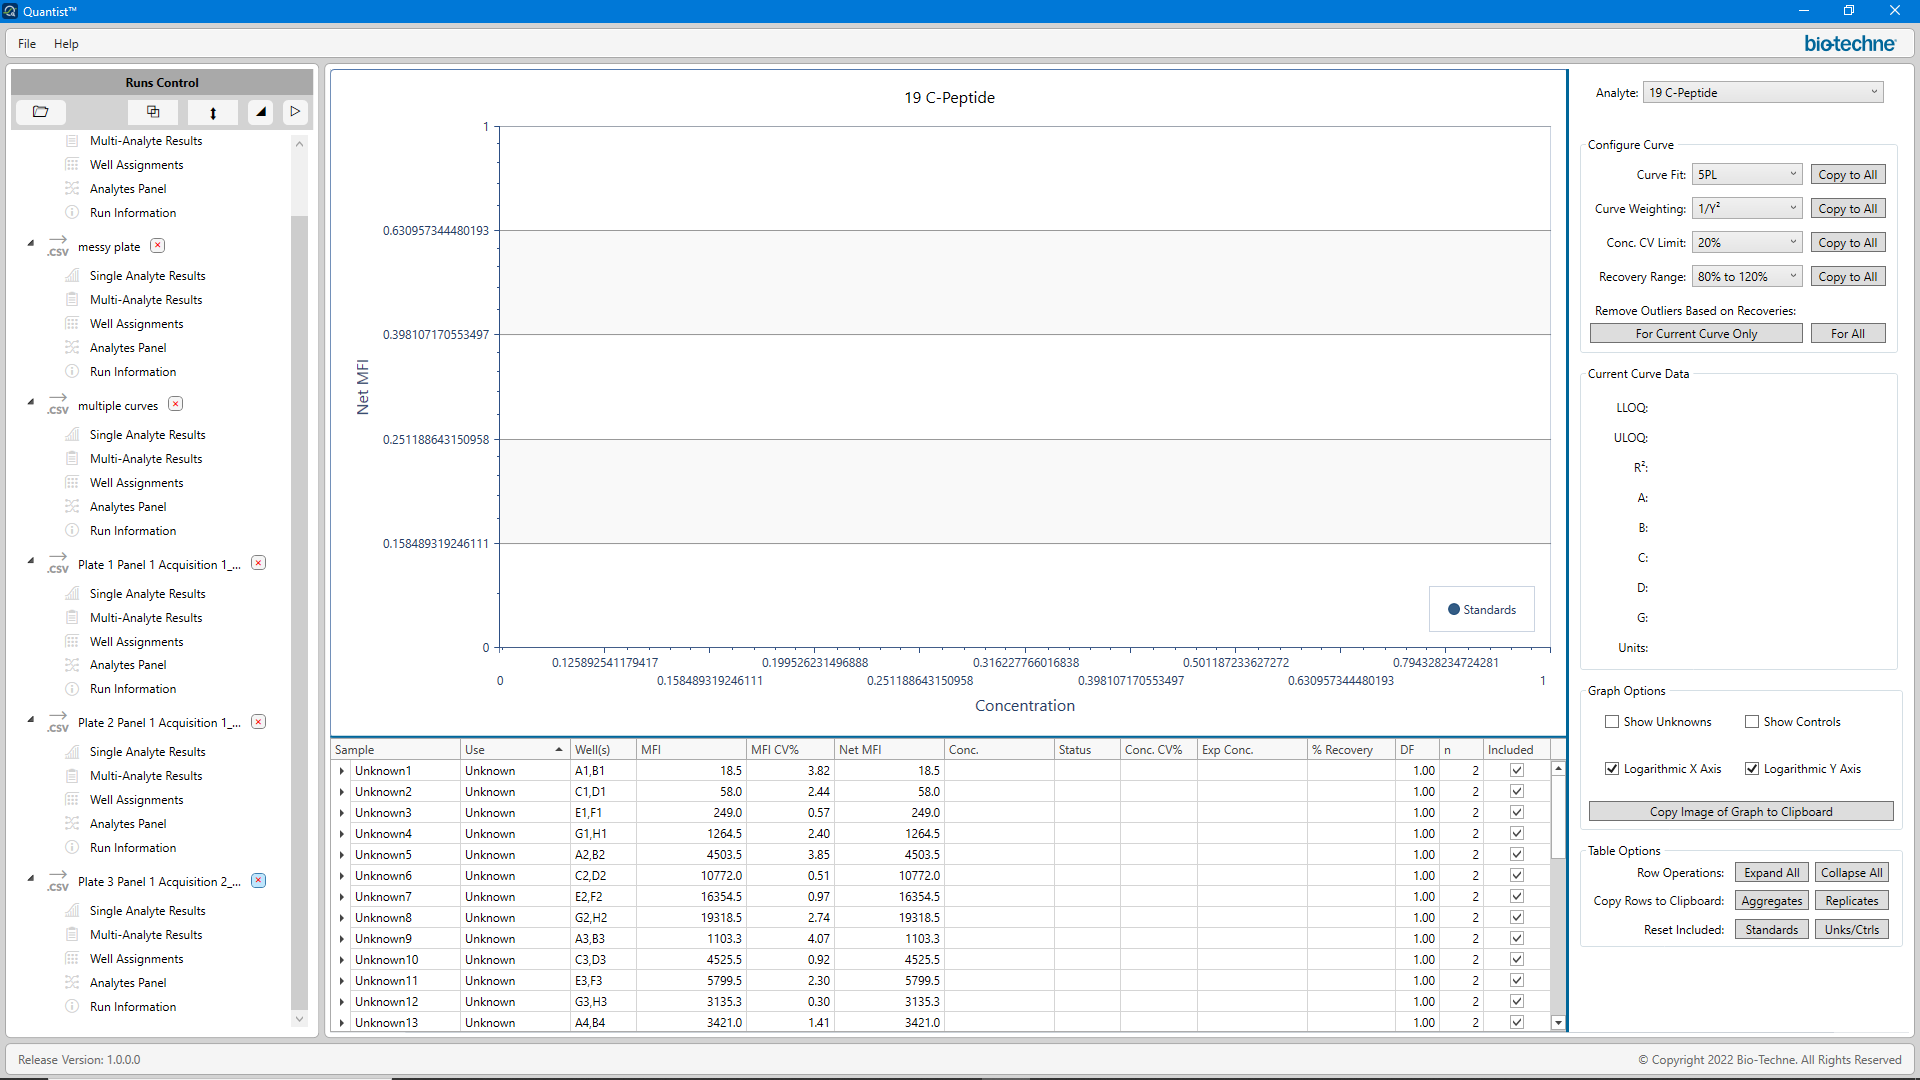 Quantist™
File Help
bio-techne
Runs Control
Multi-Analyte Results
Well Assignments
Analytes Panel
Run Information
.CSV messy plate
Single Analyte Results
Multi-Analyte Results
Well Assignments
Analytes Panel
Run Information
.CSV multiple curves
Single Analyte Results
Multi-Analyte Results
Well Assignments
Analytes Panel
Run Information
.CSV Plate 1 Panel 1 Acquisition 1_...
Single Analyte Results
Multi-Analyte Results
Well Assignments
Analytes Panel
Run Information
.CSV Plate 2 Panel 1 Acquisition 1_...
Single Analyte Results
Multi-Analyte Results
Well Assignments
Analytes Panel
Run Information
.CSV Plate 3 Panel 1 Acquisition 2_...
Single Analyte Results
Multi-Analyte Results
Well Assignments
Analytes Panel
Run Information
19 C-Peptide
Net MFI
1
0.630957344480193
0.398107170553497
0.251188643150958
0.158489319246111
0
Standards
0.125892541179417 0.199526231496888 0.316227766016838 0.501187233627272 0.794328234724281
0 0.158489319246111 0.251188643150958 0.398107170553497 0.630957344480193 1
Concentration
Sample Use Well(s) MFI MFI CV% Net MFI Conc. Status Conc. CV% Exp Conc. % Recovery DF n Included
Unknown1 Unknown A1,B1 18.5 3.82 18.5 1.00 2
Unknown2 Unknown C1,D1 58.0 2.44 58.0 1.00 2
Unknown3 Unknown E1,F1 249.0 0.57 249.0 1.00 2
Unknown4 Unknown G1,H1 1264.5 2.40 1264.5 1.00 2
Unknown5 Unknown A2,B2 4503.5 3.85 4503.5 1.00 2
Unknown6 Unknown C2,D2 10772.0 0.51 10772.0 1.00 2
Unknown7 Unknown E2,F2 16354.5 0.97 16354.5 1.00 2
Unknown8 Unknown G2,H2 19318.5 2.74 19318.5 1.00 2
Unknown9 Unknown A3,B3 1103.3 4.07 1103.3 1.00 2
Unknown10 Unknown C3,D3 4525.5 0.92 4525.5 1.00 2
Unknown11 Unknown E3,F3 5799.5 2.30 5799.5 1.00 2
Unknown12 Unknown G3,H3 3135.3 0.30 3135.3 1.00 2
Unknown13 Unknown A4,B4 3421.0 1.41 3421.0 1.00 2
Analyte: 19 C-Peptide
Configure Curve
Curve Fit: 5PL Copy to All
Curve Weighting: 1/Y² Copy to All
Conc. CV Limit: 20% Copy to All
Recovery Range: 80% to 120% Copy to All
Remove Outliers Based on Recoveries:
For Current Curve Only For All
Current Curve Data
LLOQ:
ULOQ:
R²:
A:
B:
C:
D:
G:
Units:
Graph Options
Show Unknowns Show Controls
Logarithmic X Axis Logarithmic Y Axis
Copy Image of Graph to Clipboard
Table Options
Row Operations: Expand All Collapse All
Copy Rows to Clipboard: Aggregates Replicates
Reset Included: Standards Unks/Ctrls
Release Version: 1.0.0.0
© Copyright 2022 Bio-Techne. All Rights Reserved